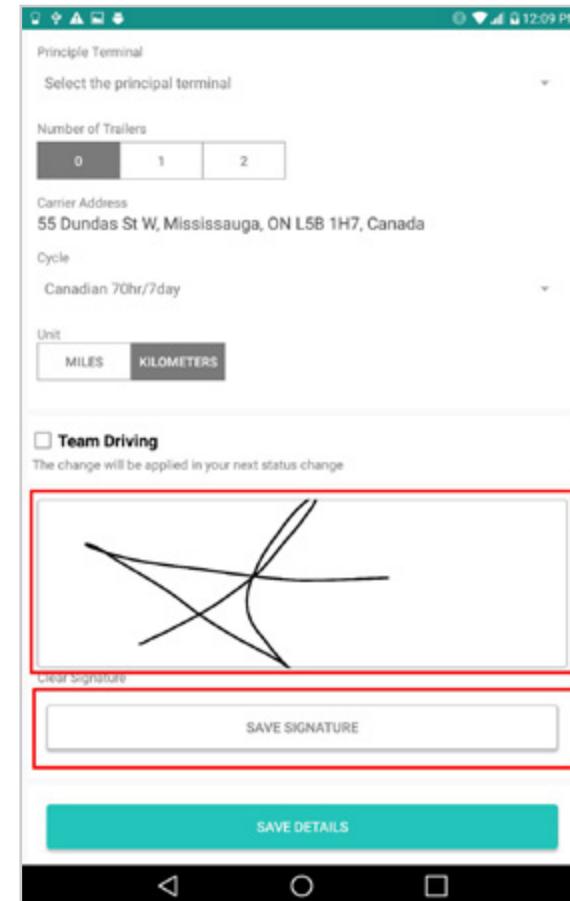 12:09 PM
Principle Terminal
Select the principal terminal
Number of Trailers
0 1 2
Carrier Address
55 Dundas St W, Mississauga, ON L5B 1H7, Canada
Cycle
Canadian 70hr/7day
Unit
MILES KILOMETERS
Team Driving
The change will be applied in your next status change
Clear Signature
SAVE SIGNATURE
SAVE DETAILS